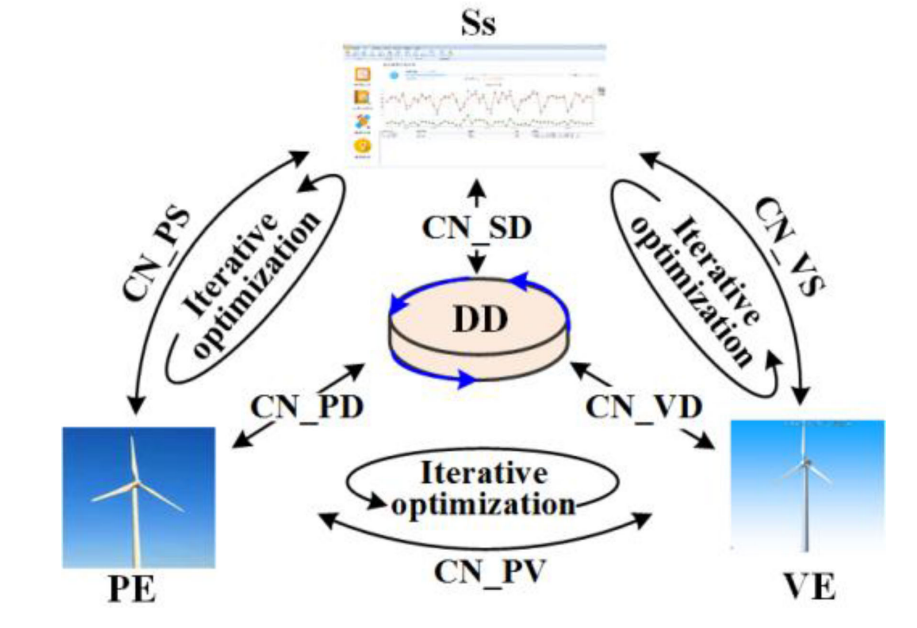 Ss
CN_PS
Iterative
optimization
CN_SD
Iterative
optimization
CN_VS
DD
CN_PD
CN_VD
Iterative
optimization
CN_PV
PE
VE